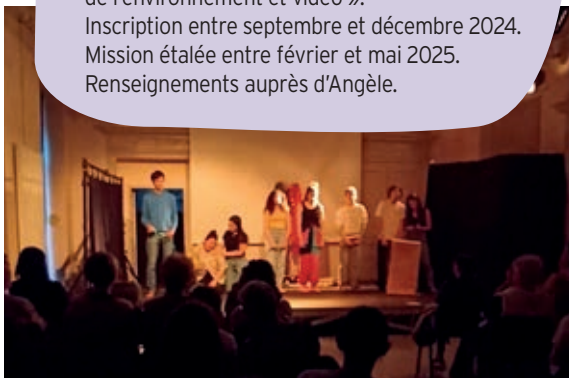 de l'environnement et vidéo ».
Inscription entre septembre et décembre 2024.
Mission étalée entre février et mai 2025.
Renseignements auprès d'Angèle.